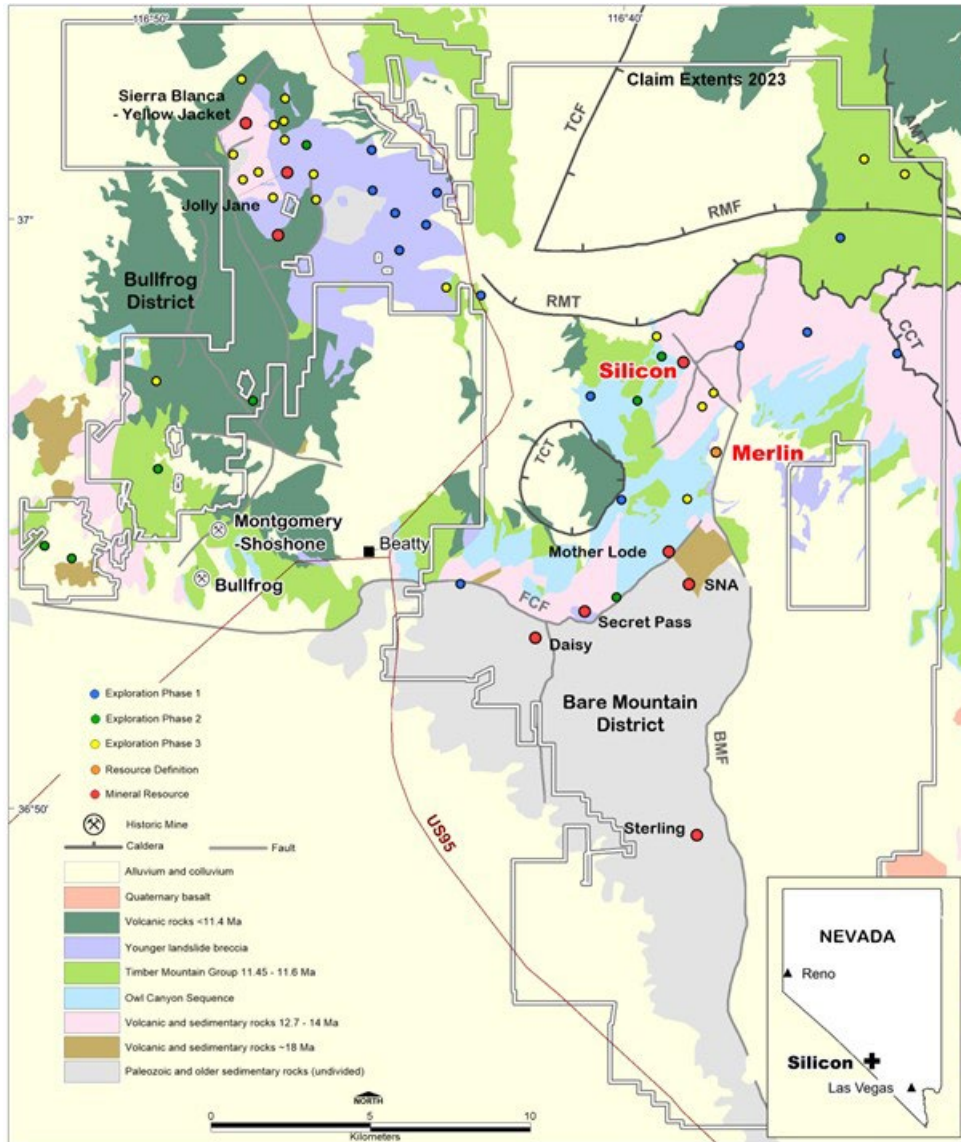 116°50'
116°40'
Claim Extents 2023
Sierra Blanca
- Yellow Jacket
TCF
AMT
Jolly Jane
37°
RMF
Bullfrog
District
RMT
CCT
Silicon
TCT
Merlin
Montgomery
-Shoshone
Beatty
Mother Lode
Bullfrog
SNA
FCF
Secret Pass
Daisy
Bare Mountain
District
BMF
Exploration Phase 1
Exploration Phase 2
Exploration Phase 3
Resource Definition
Mineral Resource
36°50'
Sterling
US95
Historic Mine
Caldera
Fault
Alluvium and colluvium
Quaternary basalt
Volcanic rocks <11.4 Ma
Younger landslide breccia
Timber Mountain Group 11.45 - 11.6 Ma
Owl Canyon Sequence
Volcanic and sedimentary rocks 12.7 - 14 Ma
Volcanic and sedimentary rocks ~18 Ma
Paleozoic and older sedimentary rocks (undivided)
NEVADA
Reno
Silicon
Las Vegas
NORTH
0 5 10
Kilometers